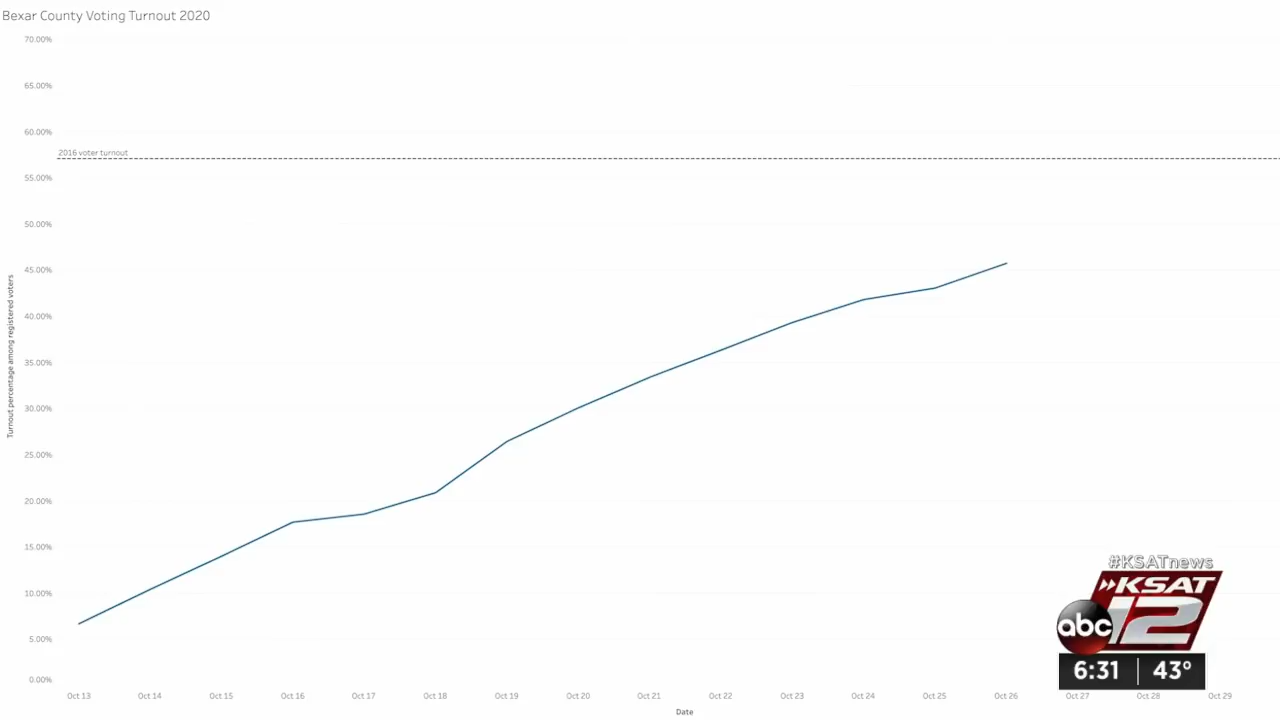 Bexar County Voting Turnout 2020
70.00%
65.00%
60.00%
2016 voter turnout
55.00%
50.00%
45.00%
40.00%
35.00%
30.00%
25.00%
20.00%
15.00%
10.00%
5.00%
0.00%
Turnout percentage among registered voters
Oct 13 Oct 14 Oct 15 Oct 16 Oct 17 Oct 18 Oct 19 Oct 20 Oct 21 Oct 22 Oct 23 Oct 24 Oct 25 Oct 26 Oct 27 Oct 28 Oct 29
Date
#KSATnews
KSAT
abc 12
6:31 43°